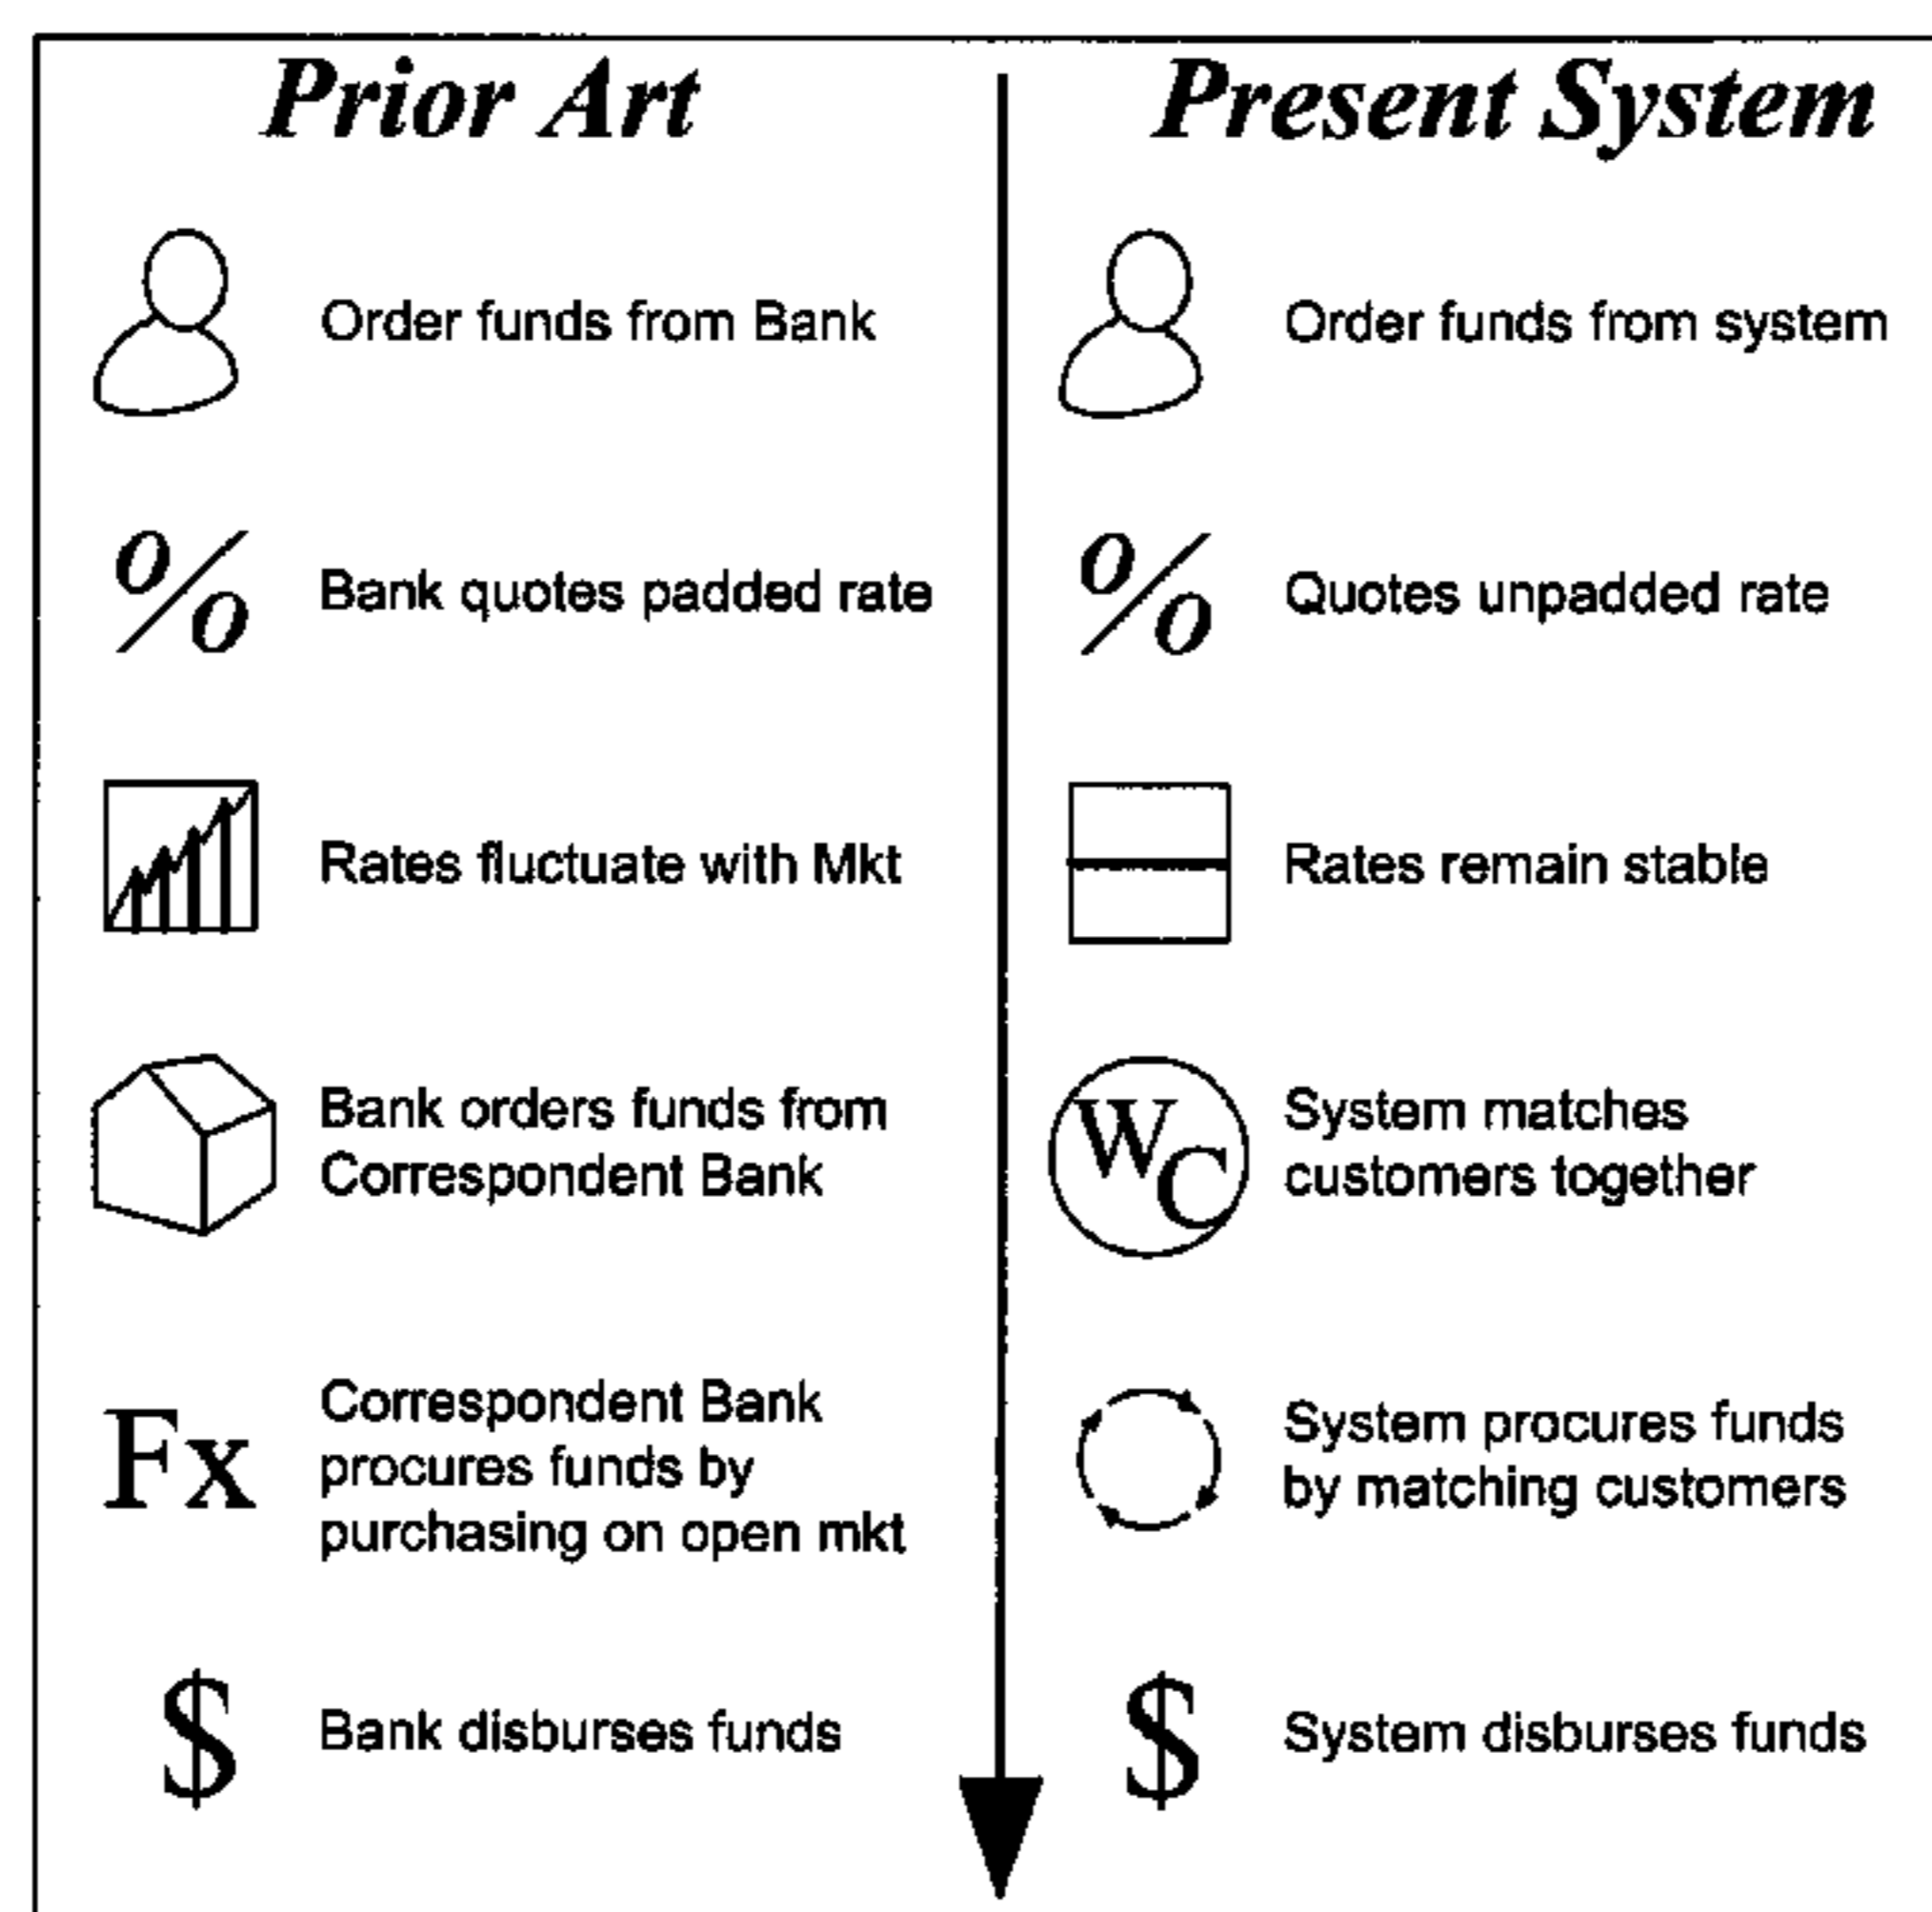 Prior Art
Order funds from Bank
%
Bank quotes padded rate
Rates fluctuate with Mkt
Bank orders funds from
Correspondent Bank
Fx
Correspondent Bank
procures funds by
purchasing on open mkt
$
Bank disburses funds
Present System
Order funds from system
%
Quotes unpadded rate
Rates remain stable
WC
System matches
customers together
System procures funds
by matching customers
$
System disburses funds